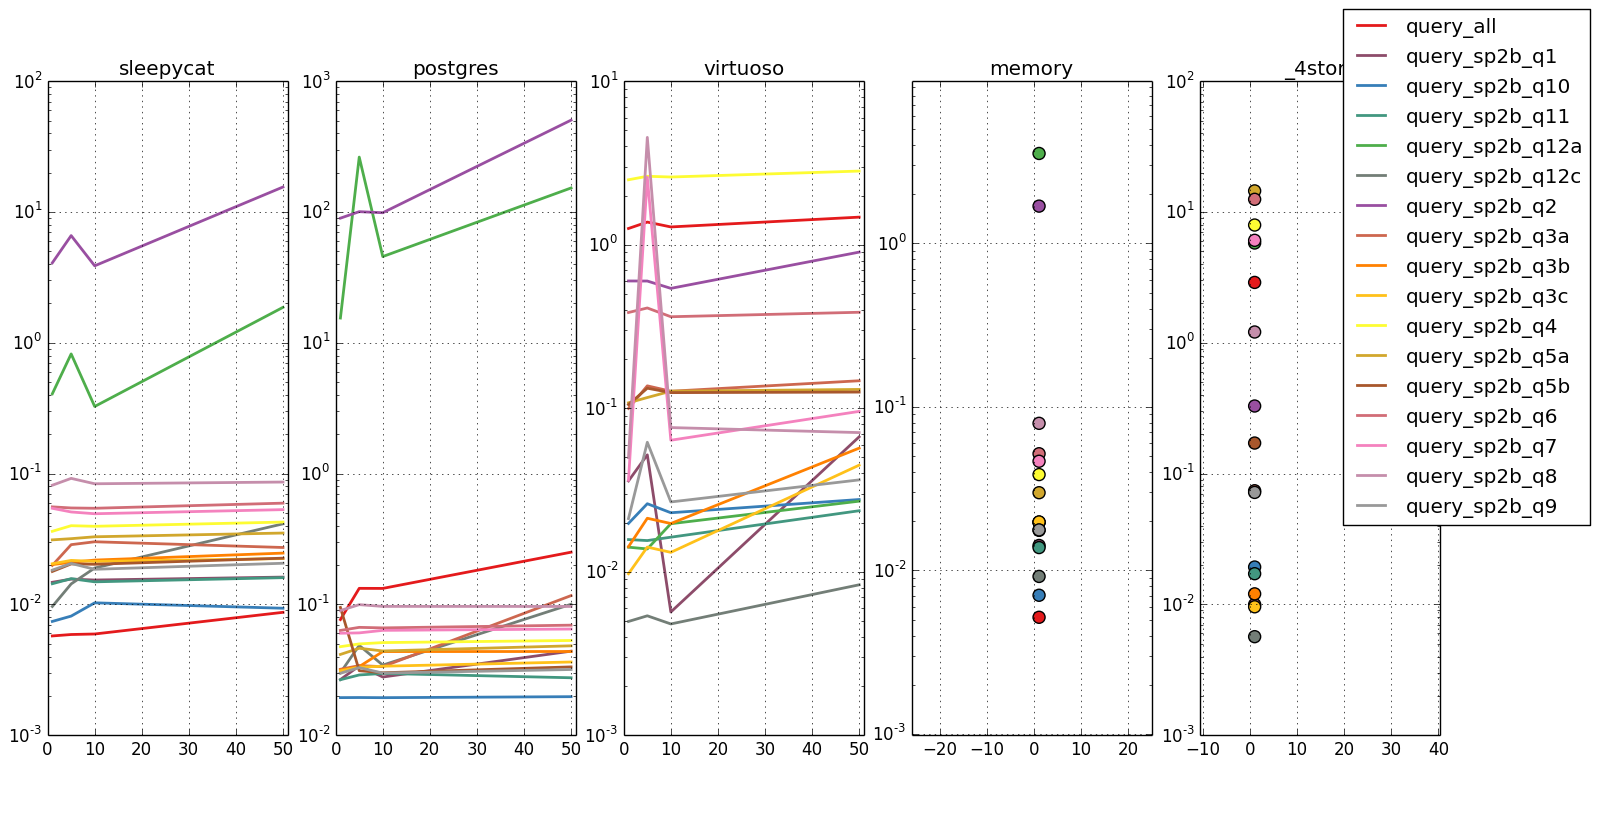 sleepycat
10^2
10^1
10^0
10^-1
10^-2
10^-3
0 10 20 30 40 50
postgres
10^3
10^2
10^1
10^0
10^-1
10^-2
0 10 20 30 40 50
virtuoso
10^1
10^0
10^-1
10^-2
10^-3
0 10 20 30 40 50
memory
10^0
10^-1
10^-2
10^-3
−20 −10 0 10 20
_4stor
10^2
10^1
10^0
10^-1
10^-2
10^-3
−10 0 10 20 30 40
query_all
query_sp2b_q1
query_sp2b_q10
query_sp2b_q11
query_sp2b_q12a
query_sp2b_q12c
query_sp2b_q2
query_sp2b_q3a
query_sp2b_q3b
query_sp2b_q3c
query_sp2b_q4
query_sp2b_q5a
query_sp2b_q5b
query_sp2b_q6
query_sp2b_q7
query_sp2b_q8
query_sp2b_q9